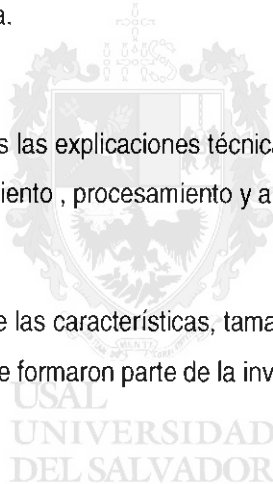 a.
s las explicaciones técnica
iento , procesamiento y a
e las características, tama
e formaron parte de la inv
USAL
UNIVERSIDAD
DEL SALVADOR